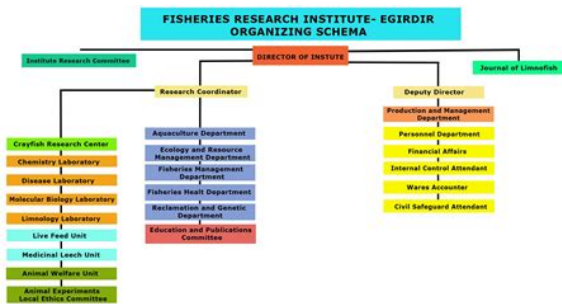 FISHERIES RESEARCH INSTITUTE- EGIRDIR
ORGANIZING SCHEMA
DIRECTOR OF INSTUTE
Institute Research Committee
Journal of Limnofish
Research Coordinator
Deputy Director
Crayfish Research Center
Chemistry Laboratory
Disease Laboratory
Molecular Biology Laboratory
Limnology Laboratory
Live Feed Unit
Medicinal Leech Unit
Animal Welfare Unit
Animal Experiments
Local Ethics Committee
Aquaculture Department
Ecology and Resource
Management Department
Fisheries Management
Department
Fisheries Healt Department
Reclamation and Genetic
Department
Education and Publications
Committee
Production and Management
Department
Personnel Department
Financial Affairs
Internal Control Attendant
Wares Accounter
Civil Safeguard Attendant